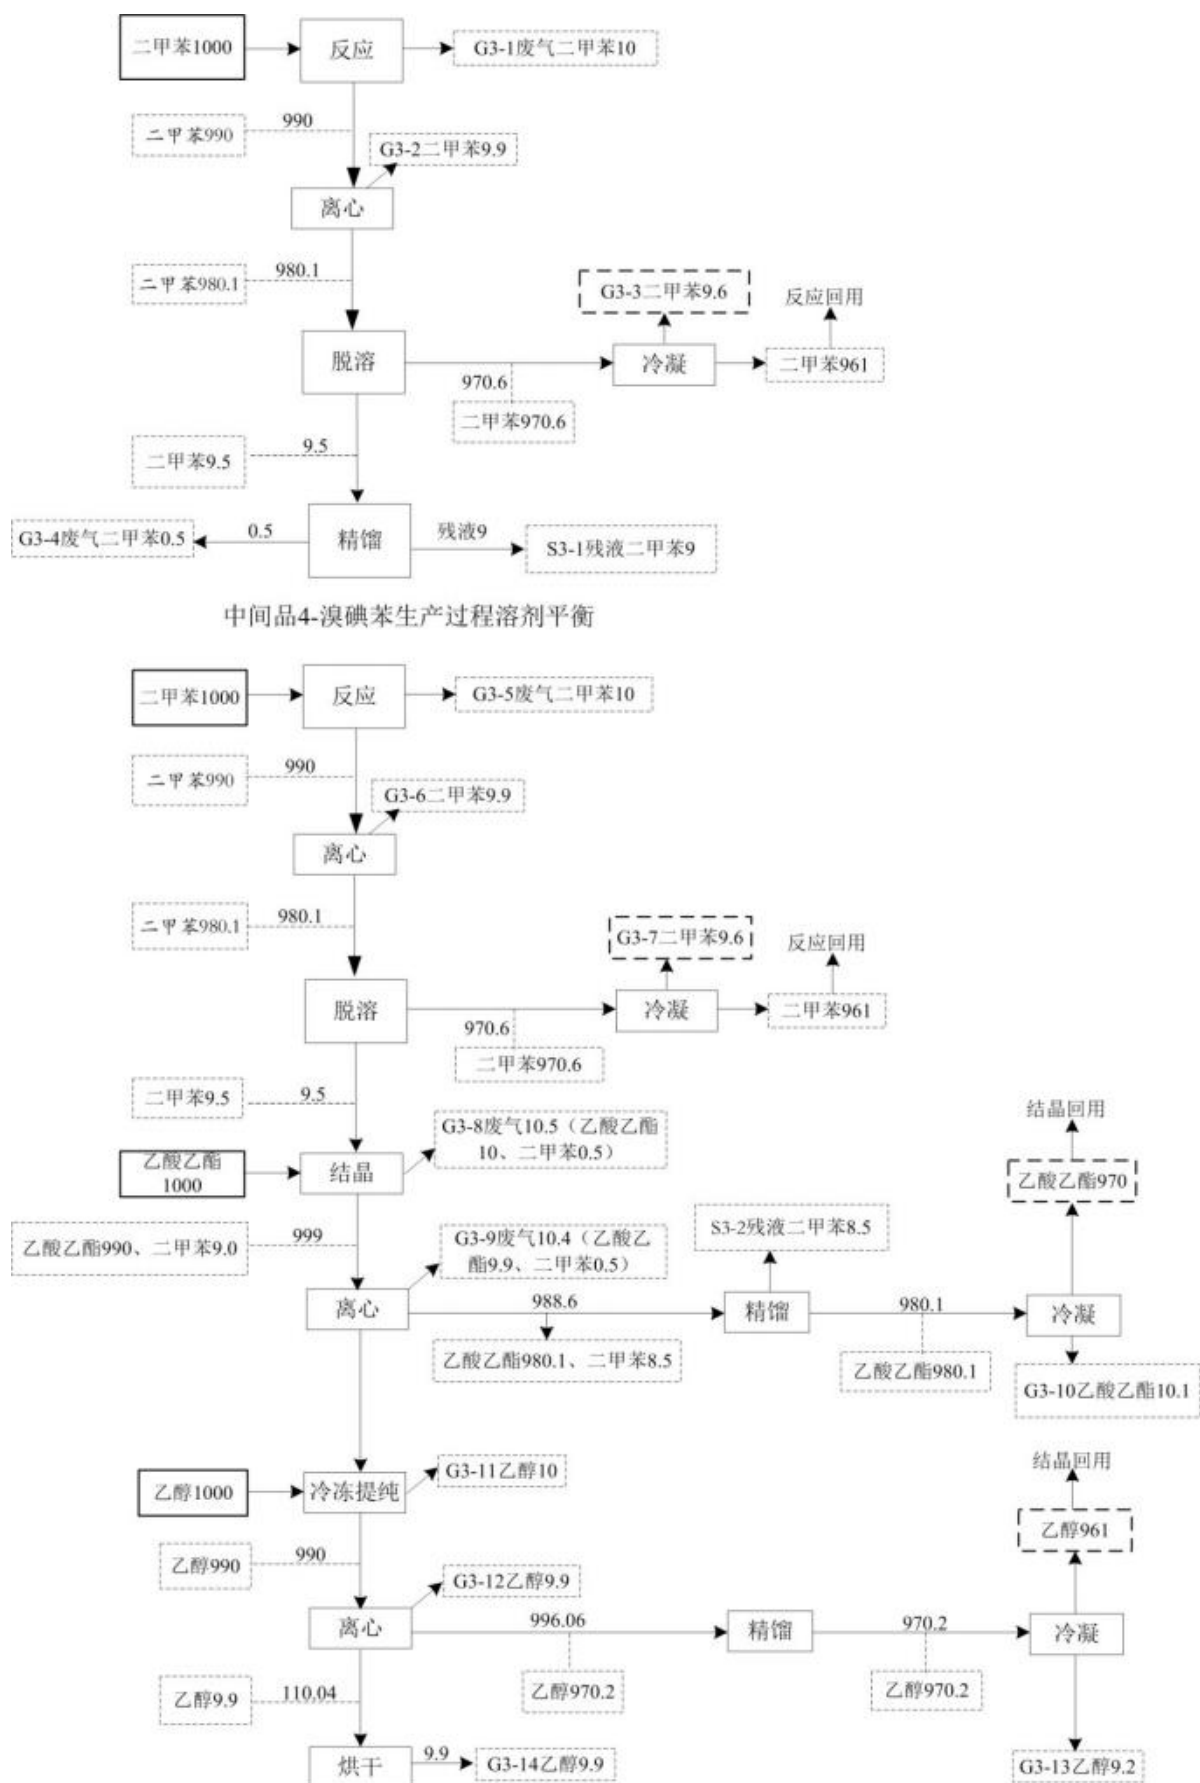 二甲苯1000
反应
G3-1废气二甲苯10
二甲苯990
990
G3-2二甲苯9.9
离心
二甲苯980.1
980.1
G3-3二甲苯9.6
反应回用
脱溶
970.6
冷凝
二甲苯961
二甲苯970.6
二甲苯9.5
9.5
G3-4废气二甲苯0.5
0.5
精馏
残液9
S3-1残液二甲苯9
中间品4-溴碘苯生产过程溶剂平衡
二甲苯1000
反应
G3-5废气二甲苯10
二甲苯990
990
G3-6二甲苯9.9
离心
二甲苯980.1
980.1
G3-7二甲苯9.6
反应回用
脱溶
970.6
冷凝
二甲苯961
二甲苯970.6
二甲苯9.5
9.5
结晶回用
G3-8废气10.5（乙酸乙酯
10、二甲苯0.5）
乙酸乙酯
1000
结晶
乙酸乙酯970
乙酸乙酯990、二甲苯9.0
999
G3-9废气10.4（乙酸乙
酯9.9、二甲苯0.5）
S3-2残液二甲苯8.5
离心
988.6
精馏
980.1
冷凝
乙酸乙酯980.1、二甲苯8.5
乙酸乙酯980.1
G3-10乙酸乙酯10.1
乙醇1000
冷冻提纯
G3-11乙醇10
结晶回用
乙醇961
乙醇990
990
G3-12乙醇9.9
离心
996.06
精馏
970.2
冷凝
乙醇9.9
110.04
乙醇970.2
乙醇970.2
烘干
9.9
G3-14乙醇9.9
G3-13乙醇9.2